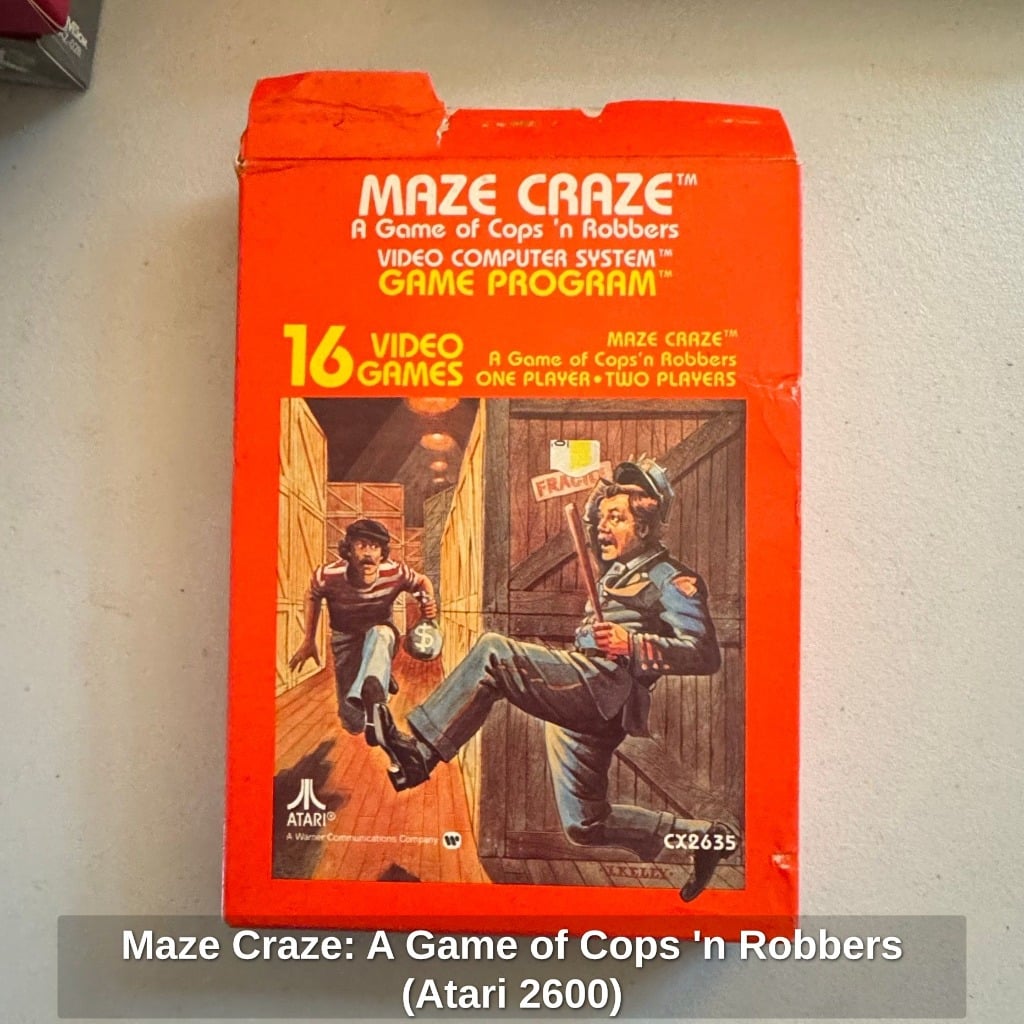 MAZE CRAZE™
A Game of Cops 'n Robbers
VIDEO COMPUTER SYSTEM™
GAME PROGRAM™
16 VIDEO GAMES
MAZE CRAZE™
A Game of Cops'n Robbers
ONE PLAYER • TWO PLAYERS
$
ATARI®
A Warner Communications Company
CX2635
Maze Craze: A Game of Cops 'n Robbers
(Atari 2600)